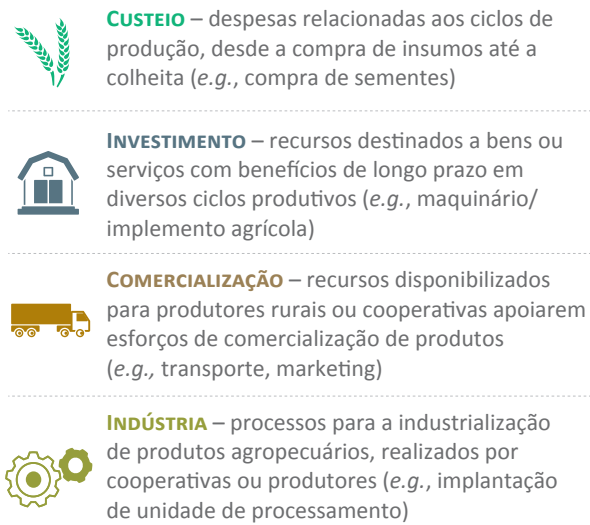 CUSTEIO – despesas relacionadas aos ciclos de
produção, desde a compra de insumos até a
colheita (e.g., compra de sementes)
INVESTIMENTO – recursos destinados a bens ou
serviços com benefícios de longo prazo em
diversos ciclos produtivos (e.g., maquinário/
implemento agrícola)
COMERCIALIZAÇÃO – recursos disponibilizados
para produtores rurais ou cooperativas apoiarem
esforços de comercialização de produtos
(e.g., transporte, marketing)
INDÚSTRIA – processos para a industrialização
de produtos agropecuários, realizados por
cooperativas ou produtores (e.g., implantação
de unidade de processamento)